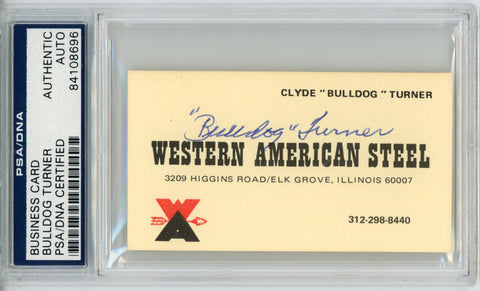 PSA/DNA
BUSINESS CARD
BULLDOG TURNER
PSA/DNA CERTIFIED
AUTHENTIC
AUTO
84108696
CLYDE "BULLDOG" TURNER
"Bulldog" Turner
WESTERN AMERICAN STEEL
3209 HIGGINS ROAD/ELK GROVE, ILLINOIS 60007
312-298-8440
WA